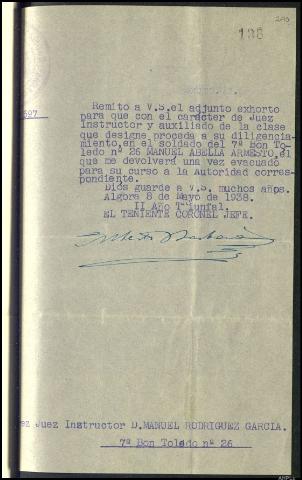 188
397
Remito a V.S. el adjunto exhorto
para que con el carácter de Juez
Instructor y auxiliado de la clase
que designe proceda a su diligencia-
miento, en el soldado del 7º Bon To-
ledo nº 26 MANUEL ABELLA ARMESTO, el
que me devolverá una vez evacuado
para su curso a la Autoridad corres-
pondiente.
Dios guarde a V.S. muchos años.
Algora 8 de Mayo de 1938.
II Año Triunfal.
EL TENIENTE CORONEL JEFE.
ez Juez Instructor D.MANUEL RODRIGUEZ GARCIA.
7º Bon Toledo nº 26